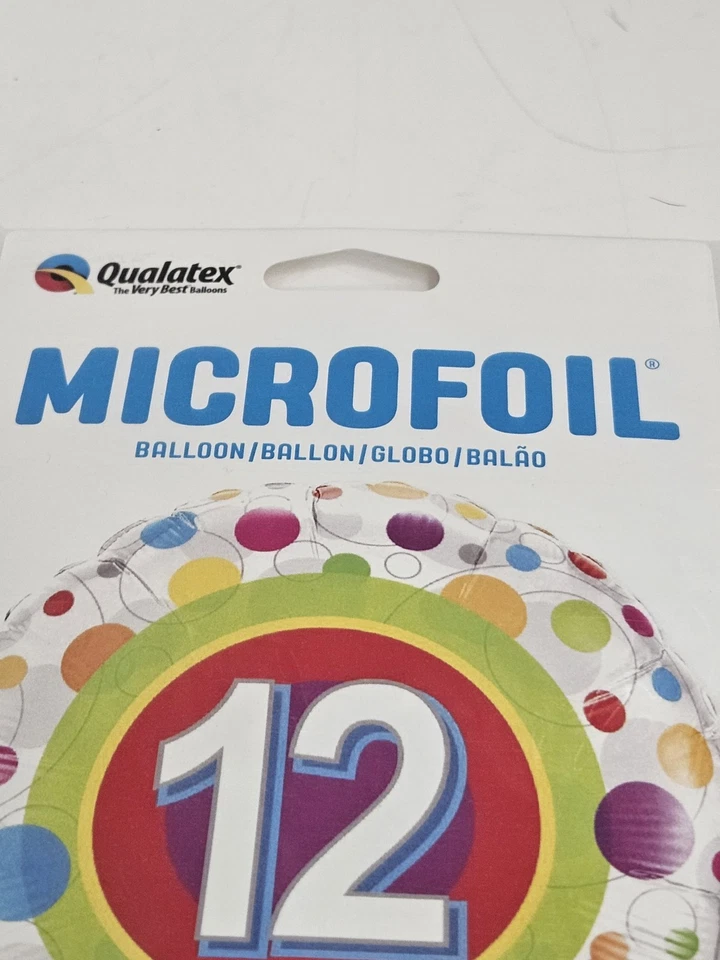 Qualatex®
The Very Best Balloons
MICROFOIL®
BALLOON/BALLON/GLOBO/BALÃO
12